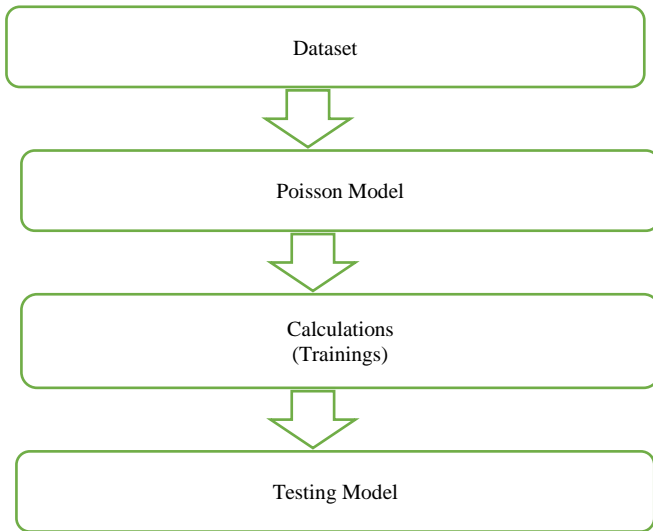 Dataset
Poisson Model
Calculations
(Trainings)
Testing Model